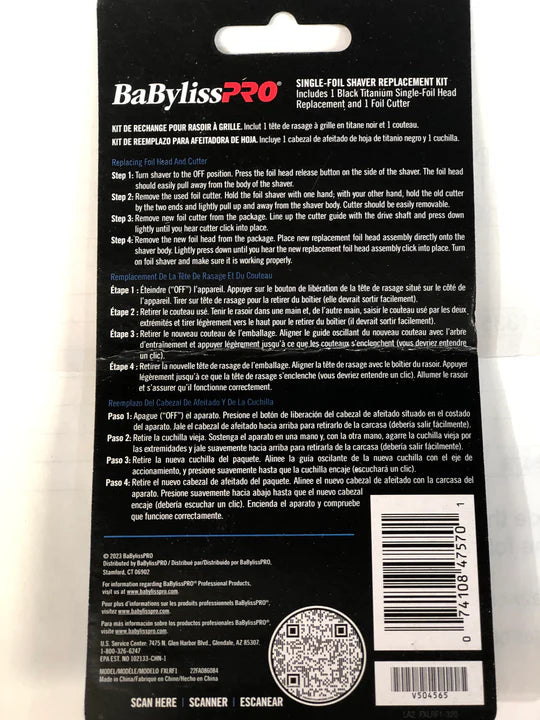 BaBylissPRO®
SINGLE-FOIL SHAVER REPLACEMENT KIT
Includes 1 Black Titanium Single-Foil Head
Replacement and 1 Foil Cutter
KIT DE RECHANGE POUR RASOIR À GRILLE. Inclut 1 tête de rasage à grille en titane noir et 1 couteau.
KIT DE REEMPLAZO PARA AFEITADORA DE HOJA. Incluye 1 cabezal de afeitado de hoja de titanio negro y 1 cuchilla.
Replacing Foil Head And Cutter
Step 1: Turn shaver to the OFF position. Press the foil head release button on the side of the shaver. The foil head
should easily pull away from the body of the shaver.
Step 2: Remove the used foil cutter. Hold the foil shaver with one hand; with your other hand, hold the old cutter
by the two ends and lightly pull up and away from the shaver body. Cutter should be easily removable.
Step 3: Remove new foil cutter from the package. Line up the cutter guide with the drive shaft and press down
lightly until you hear cutter click into place.
Step 4: Remove the new foil head from the package. Place new replacement foil head assembly directly onto the
shaver body. Lightly press down until you hear the new replacement foil head assembly click into place. Turn
on foil shaver and make sure it is working properly.
Remplacement De La Tête De Rasage Et Du Couteau
Étape 1 : Éteindre ("OFF") l'appareil. Appuyer sur le bouton de libération de la tête de rasage situé sur le côté de
l'appareil. Tirer sur tête de rasage pour la retirer du boîtier (elle devrait sortir facilement).
Étape 2 : Retirer le couteau usé. Tenir le rasoir dans une main et, de l'autre main, saisir le couteau usé par les deux
extrémités et tirer légèrement vers le haut pour le retirer du boîtier (il devrait sortir facilement).
Étape 3 : Retirer le nouveau couteau de l'emballage. Aligner le guide oscillant du nouveau couteau avec l'arbre
d'entraînement et appuyer légèrement jusqu'à ce que les couteaux s'enclenchent (vous devriez entendre
un clic).
Étape 4 : Retirer la nouvelle tête de rasage de l'emballage. Aligner la tête de rasage avec le boîtier du rasoir. Appuyer
légèrement jusqu'à ce que la tête de rasage s'enclenche (vous devriez entendre un clic). Allumer le rasoir
et s'assurer qu'il fonctionne correctement.
Reemplazo Del Cabezal De Afeitado Y De La Cuchilla
Paso 1: Apague ("OFF") el aparato. Presione el botón de liberación del cabezal de afeitado situado en el costado
del aparato. Jale el cabezal de afeitado hacia arriba para retirarlo de la carcasa (debería salir fácilmente).
Paso 2: Retire la cuchilla vieja. Sostenga el aparato en una mano y, con la otra mano, agarre la cuchilla vieja por
las extremidades y jale suavemente hacia arriba para retirarla de la carcasa (debería salir fácilmente).
Paso 3: Retire la nueva cuchilla del paquete. Alinee la guía oscilante de la nueva cuchilla con el eje de
accionamiento, y presione suavemente hasta que la cuchilla encaje (escuchará un clic).
Paso 4: Retire el nuevo cabezal de afeitado del paquete. Alinee el nuevo cabezal de afeitado con la carcasa del
aparato. Presione suavemente hacia abajo hasta que el nuevo cabezal
encaje (debería escuchar un clic). Encienda el aparato y compruebe
que funcione correctamente.
© 2023 BaBylissPRO
Distributed by BaBylissPRO / Distribué par/Distribuido por BaBylissPRO,
Stamford, CT 06902
For information regarding BaBylissPRO® Professional Products,
visit us at www.babylisspro.com.
Pour plus d'informations sur les produits professionnels BaBylissPRO®,
visitez www.babylisspro.com.
Para más información sobre los productos profesionales BaBylissPRO®,
visite www.babylisspro.com.
U.S. Service Center: 7475 N. Glen Harbor Blvd., Glendale, AZ 85307.
1-800-326-6247
EPA EST. NO 102133-CHN-1
MODEL/MODÈLE/MODELO FXLRF1 22FA086084
Made in China/Fabriqué en Chine/Hecho en China
SCAN HERE | SCANNER | ESCANEAR
0 74108 47570 1
V504565